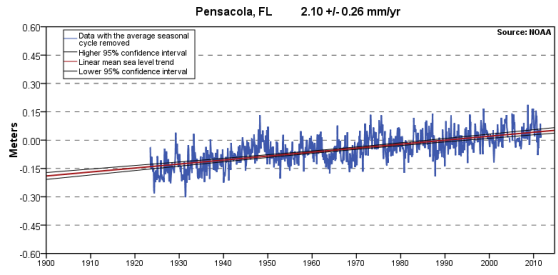 Pensacola, FL 2.10 +/- 0.26 mm/yr
Source: NOAA
Data with the average seasonal
cycle removed
Higher 95% confidence interval
Linear mean sea level trend
Lower 95% confidence interval
Meters
0.60
0.45
0.30
0.15
0.00
-0.15
-0.30
-0.45
-0.60
1900 1910 1920 1930 1940 1950 1960 1970 1980 1990 2000 2010